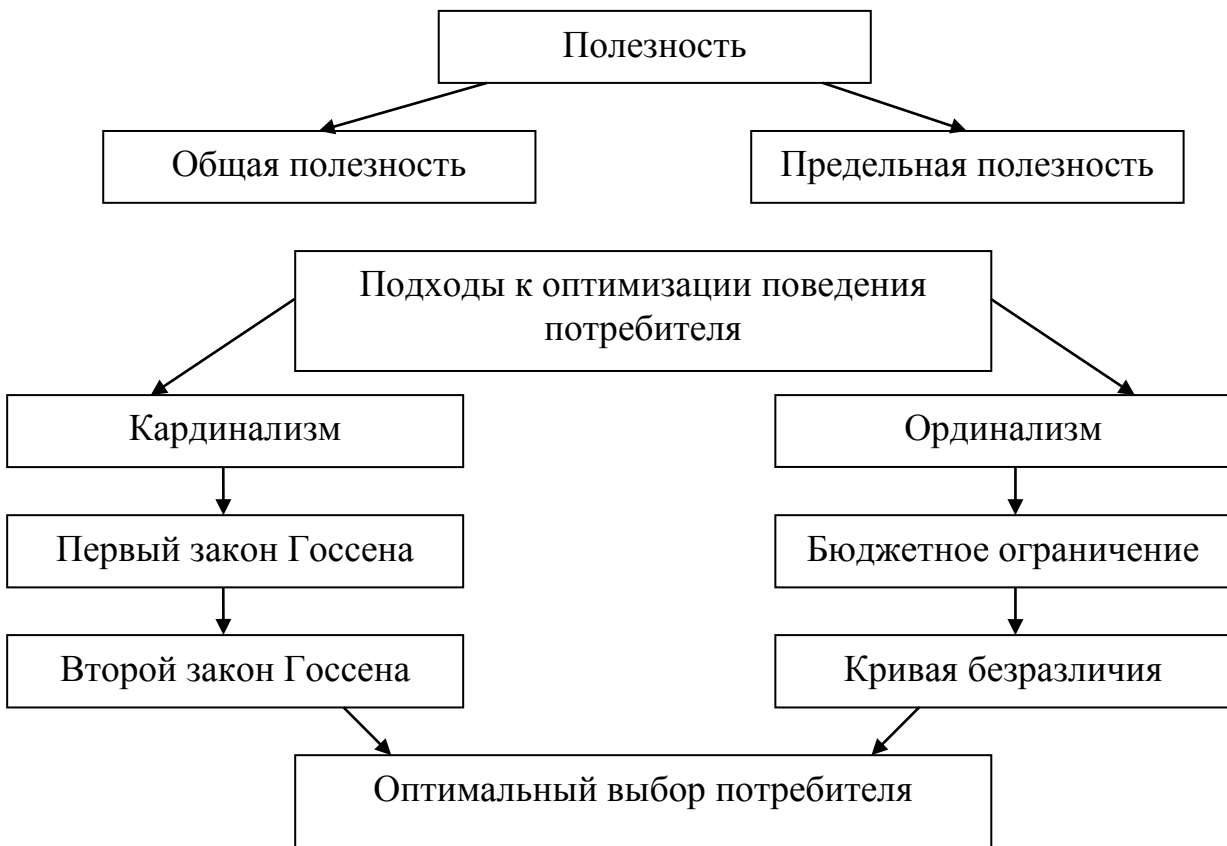 Полезность
Общая полезность
Предельная полезность
Подходы к оптимизации поведения
потребителя
Кардинализм
Ординализм
Первый закон Госсена
Бюджетное ограничение
Второй закон Госсена
Кривая безразличия
Оптимальный выбор потребителя